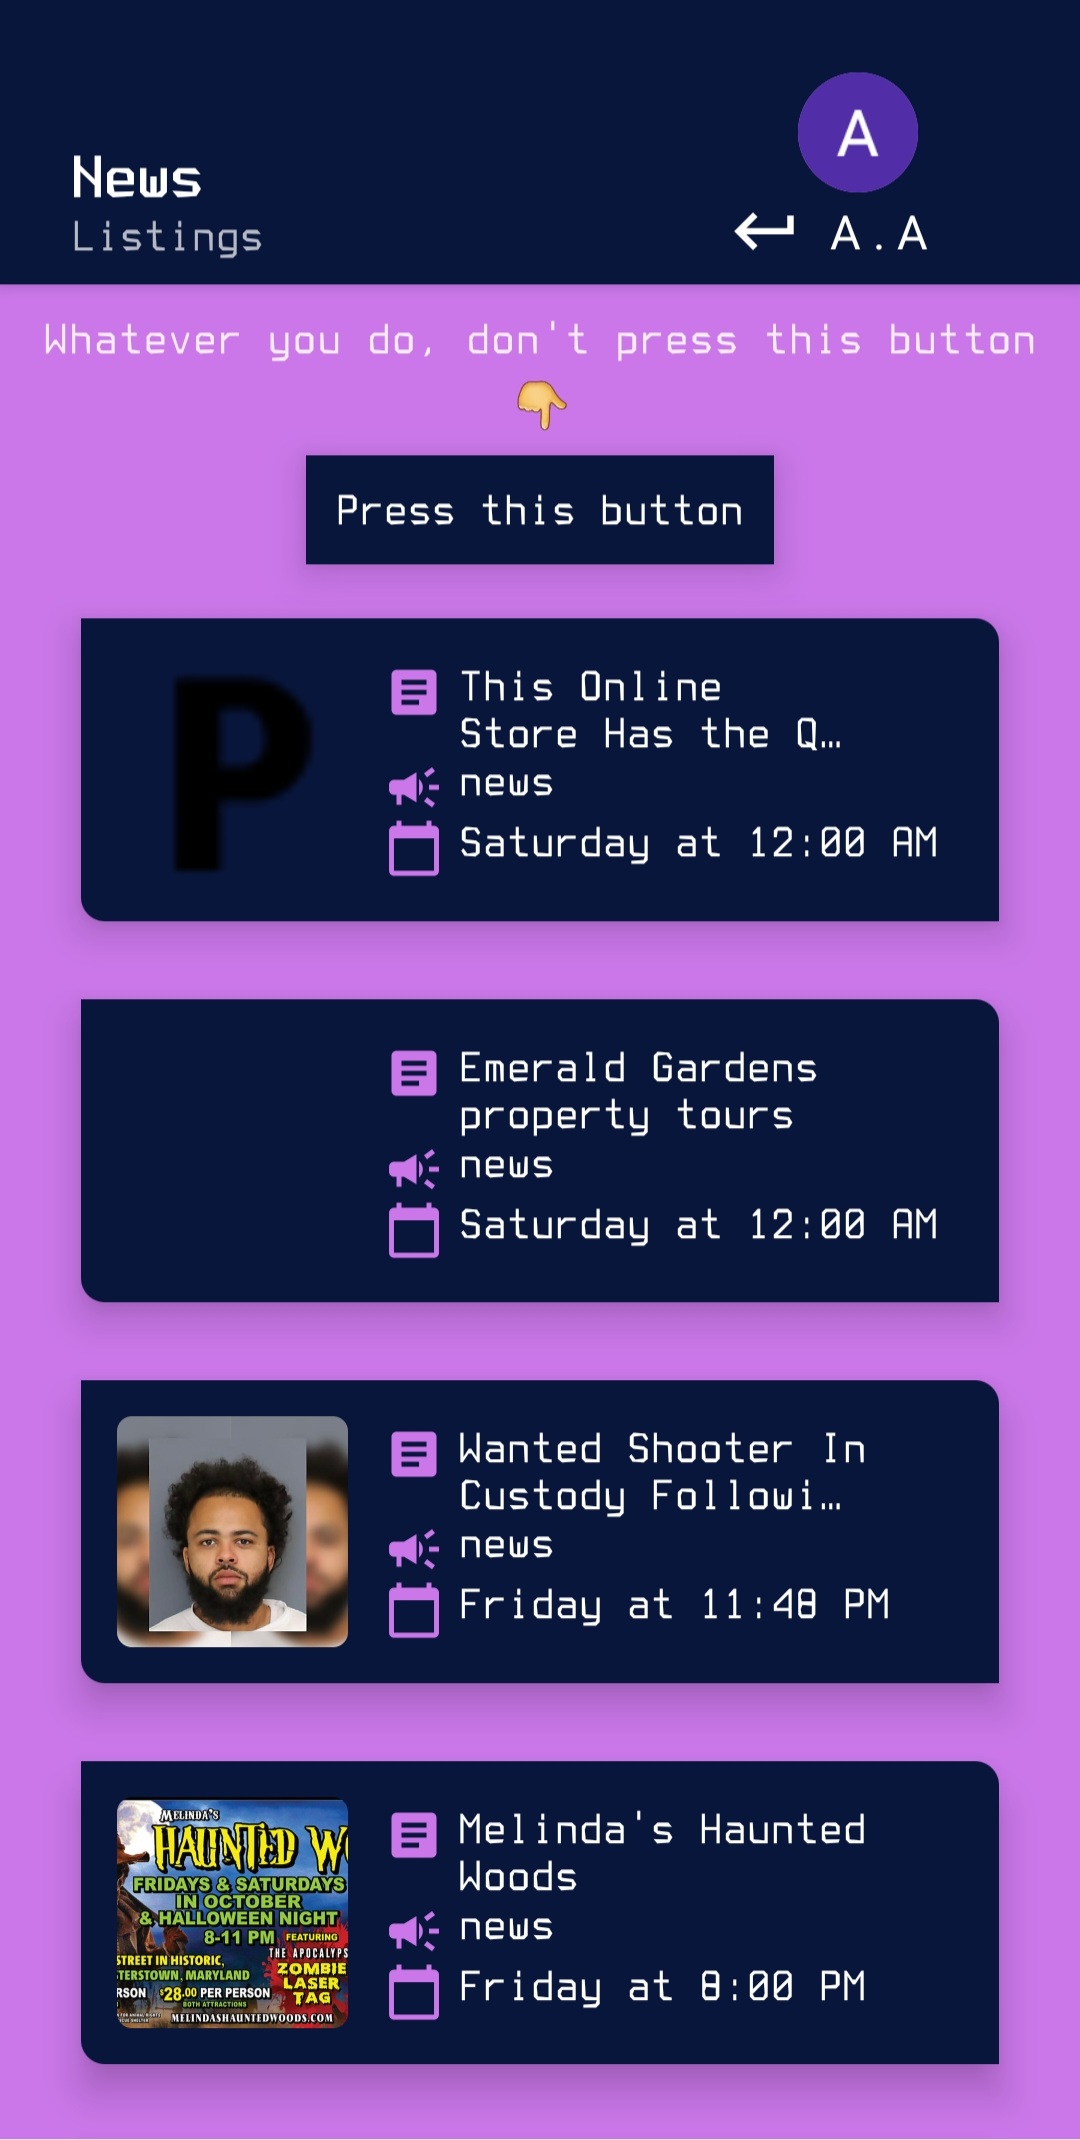 A
News
Listings
A.A
Whatever you do, don't press this button
👇
Press this button
P
This Online
Store Has the Q…
news
Saturday at 12:00 AM
Emerald Gardens
property tours
news
Saturday at 12:00 AM
Wanted Shooter In
Custody Followi…
news
Friday at 11:48 PM
MELINDA'S
HAUNTED WO
FRIDAYS & SATURDAYS
IN OCTOBER
& HALLOWEEN NIGHT
8-11 PM FEATURING
THE APOCALYPS
STREET IN HISTORIC,
TERSTOWN, MARYLAND
ZOMBIE
LASER
TAG
RSON $28.00 PER PERSON
BOTH ATTRACTIONS
MELINDASHAUNTEDWOODS.COM
Melinda's Haunted
Woods
news
Friday at 8:00 PM